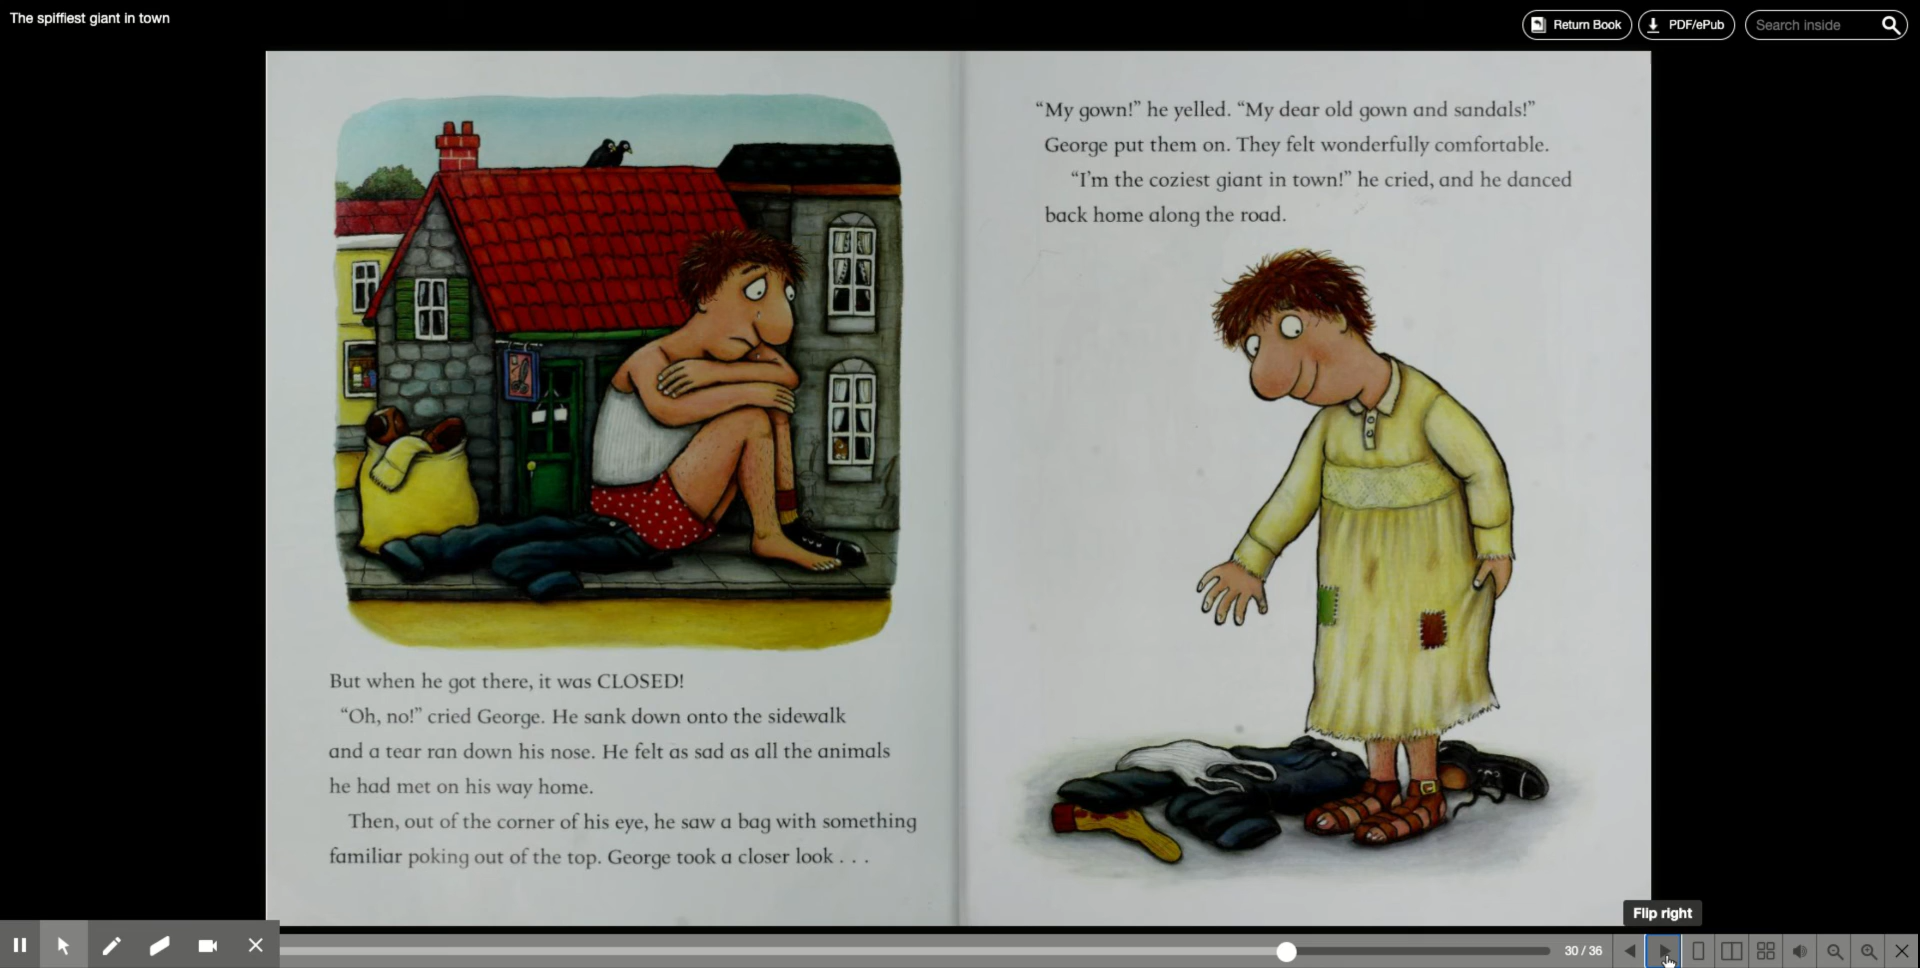 The spiffiest giant in town
Return Book
PDF/ePub
Search inside
But when he got there, it was CLOSED!
“Oh, no!” cried George. He sank down onto the sidewalk
and a tear ran down his nose. He felt as sad as all the animals
he had met on his way home.
Then, out of the corner of his eye, he saw a bag with something
familiar poking out of the top. George took a closer look . . .
“My gown!” he yelled. “My dear old gown and sandals!”
George put them on. They felt wonderfully comfortable.
“I’m the coziest giant in town!” he cried, and he danced
back home along the road.
Flip right
30 / 36